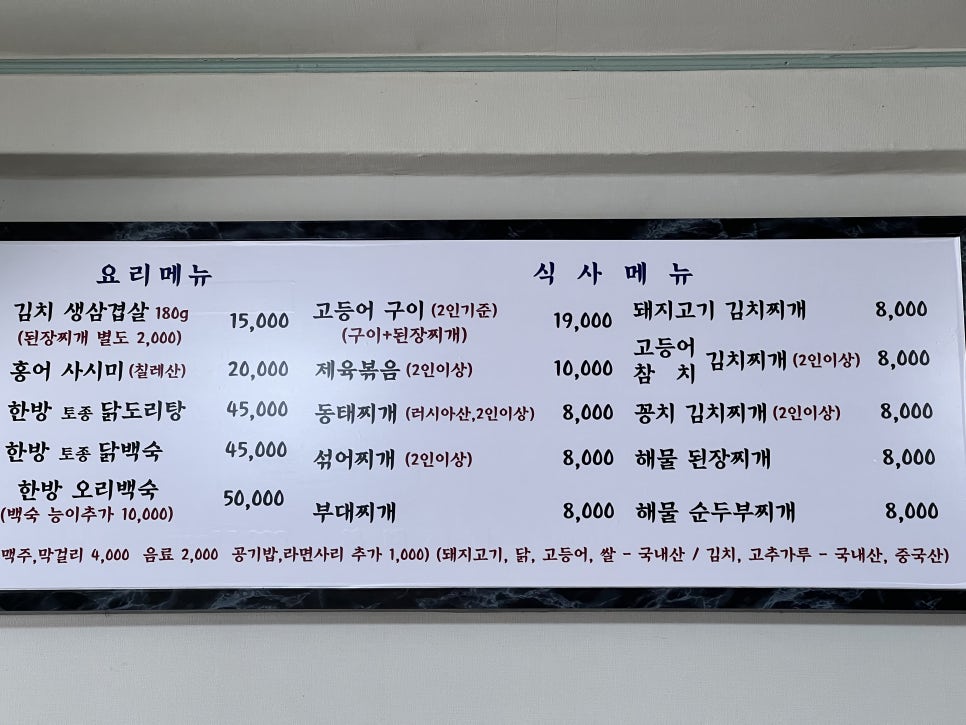 요리메뉴
김치 생삼겹살 180g 15,000
(된장찌개 별도 2,000)
홍어 사시미 (칠레산) 20,000
한방 토종 닭도리탕 45,000
한방 토종 닭백숙 45,000
한방 오리백숙 50,000
(백숙 능이추가 10,000)
식사메뉴
고등어 구이 (2인기준) 19,000
(구이+된장찌개)
제육볶음 (2인이상) 10,000
동태찌개 (러시아산,2인이상) 8,000
섞어찌개 (2인이상) 8,000
부대찌개 8,000
돼지고기 김치찌개 8,000
고등어
참치 김치찌개 (2인이상) 8,000
꽁치 김치찌개 (2인이상) 8,000
해물 된장찌개 8,000
해물 순두부찌개 8,000
맥주,막걸리 4,000 음료 2,000 공기밥,라면사리 추가 1,000) (돼지고기, 닭, 고등어, 쌀 - 국내산 / 김치, 고추가루 - 국내산, 중국산)